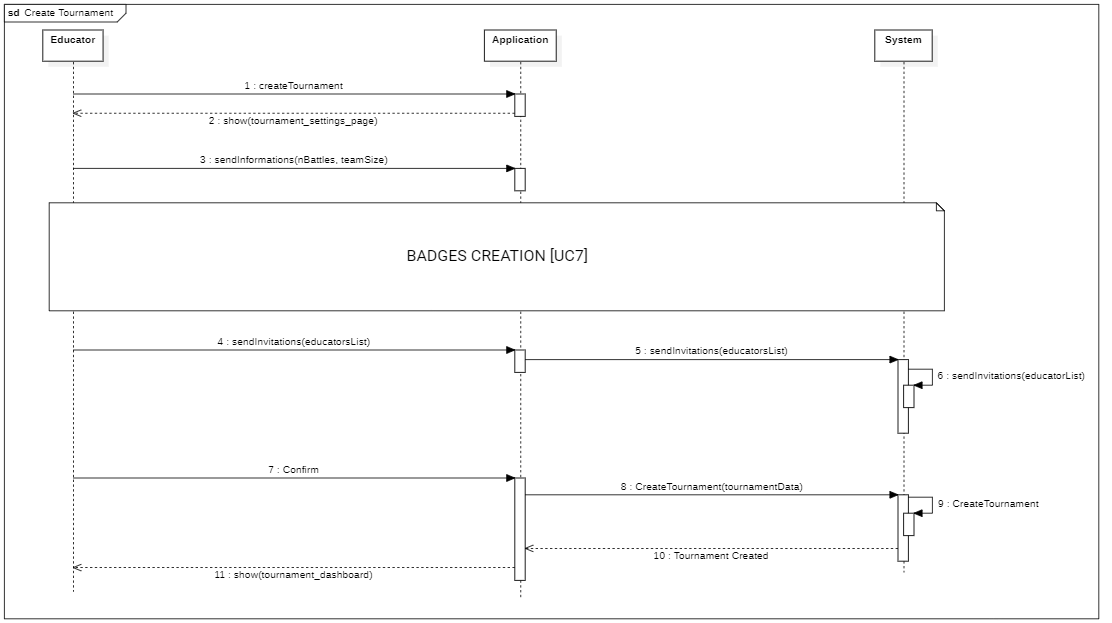 sd Create Tournament
Educator
Application
System
1 : createTournament
2 : show(tournament_settings_page)
3 : sendInformations(nBattles, teamSize)
BADGES CREATION [UC7]
4 : sendInvitations(educatorsList)
5 : sendInvitations(educatorsList)
6 : sendInvitations(educatorList)
7 : Confirm
8 : CreateTournament(tournamentData)
9 : CreateTournament
10 : Tournament Created
11 : show(tournament_dashboard)